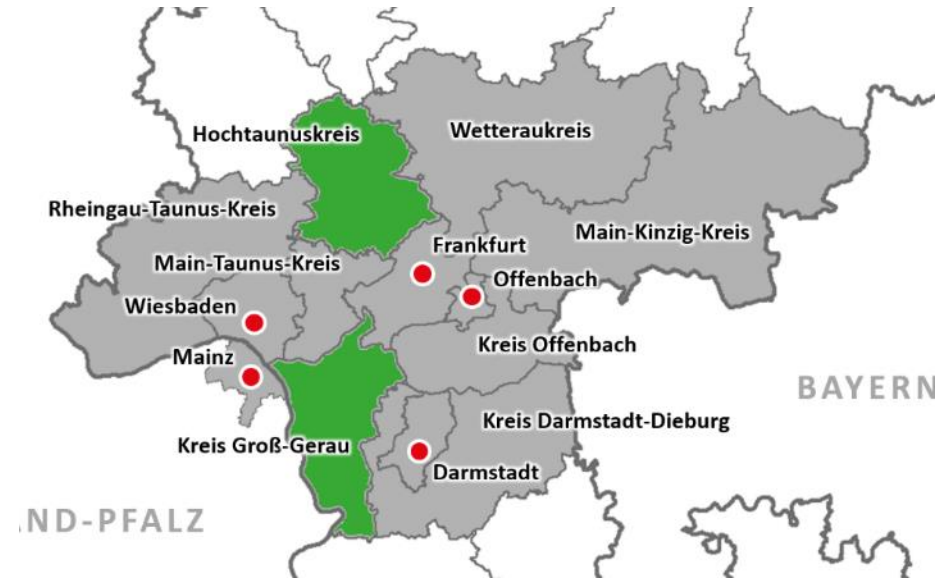 Hochtaunuskreis
Wetteraukreis
Rheingau-Taunus-Kreis
Main-Kinzig-Kreis
Frankfurt
Main-Taunus-Kreis
Offenbach
Wiesbaden
Kreis Offenbach
Mainz
BAYERN
Kreis Darmstadt-Dieburg
Kreis Groß-Gerau
Darmstadt
ND-PFALZ